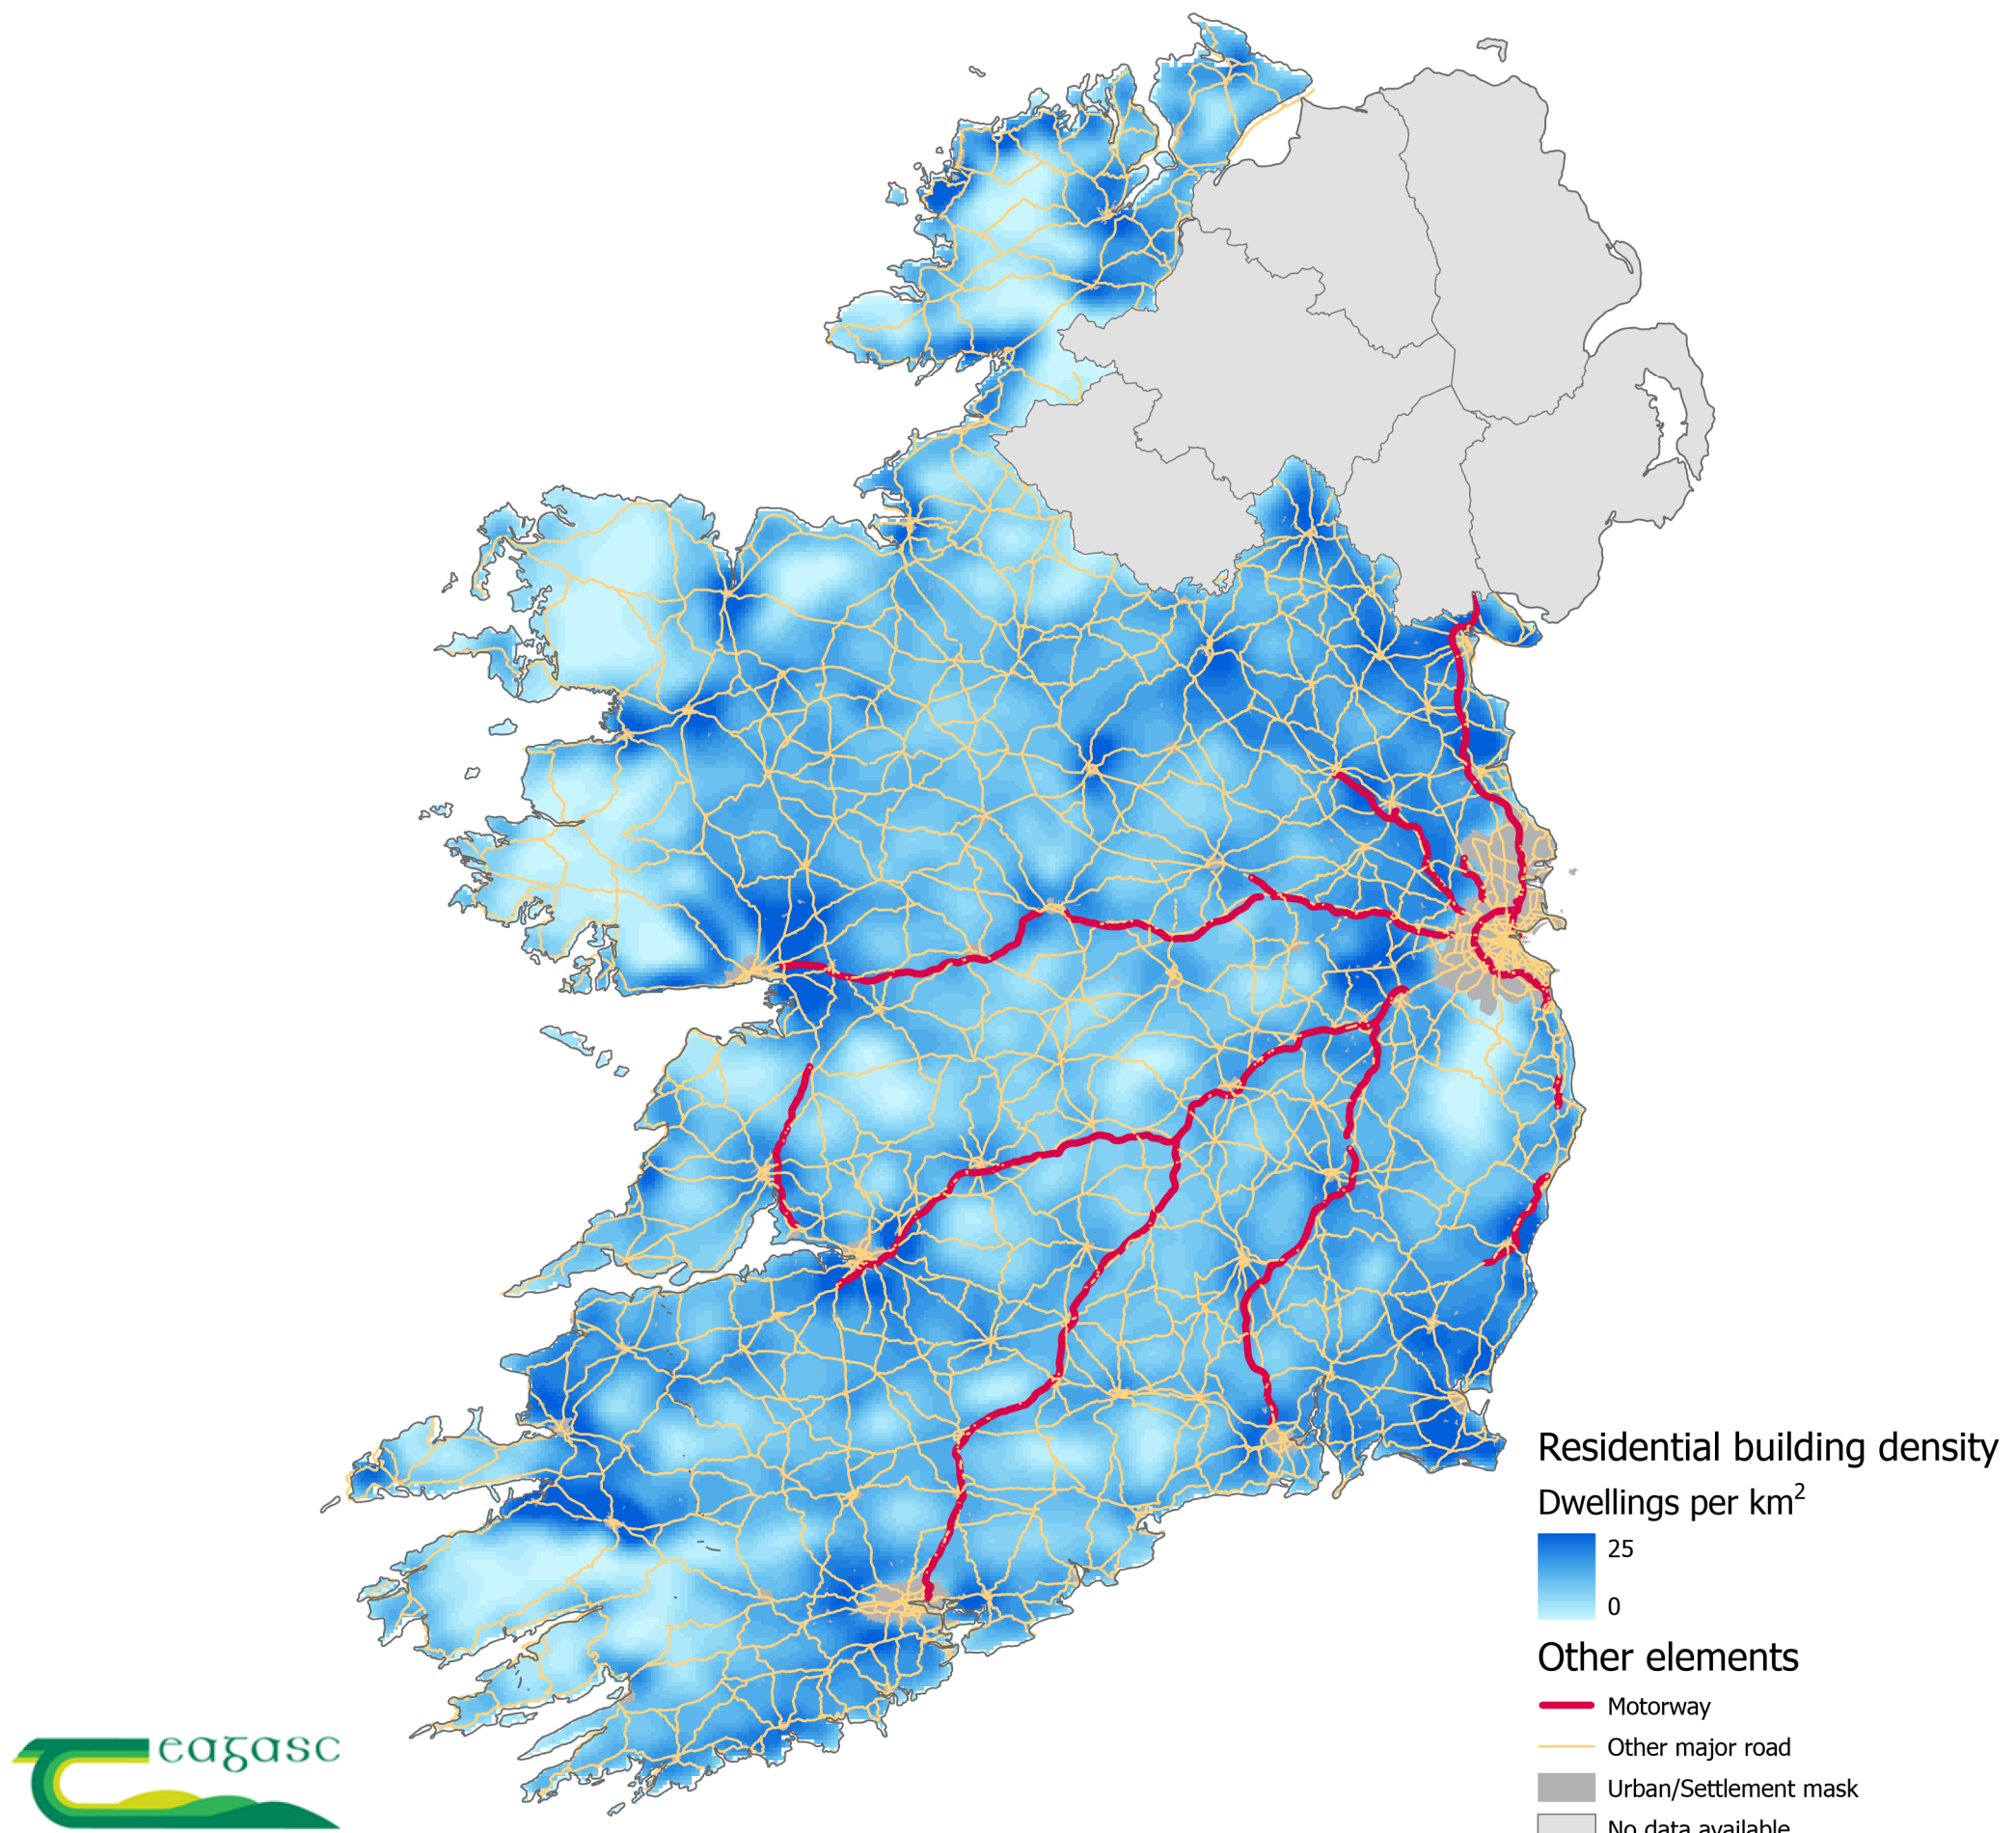 Residential building density
Dwellings per km²
25
0
Other elements
Motorway
Other major road
Urban/Settlement mask
No data available
eagasc